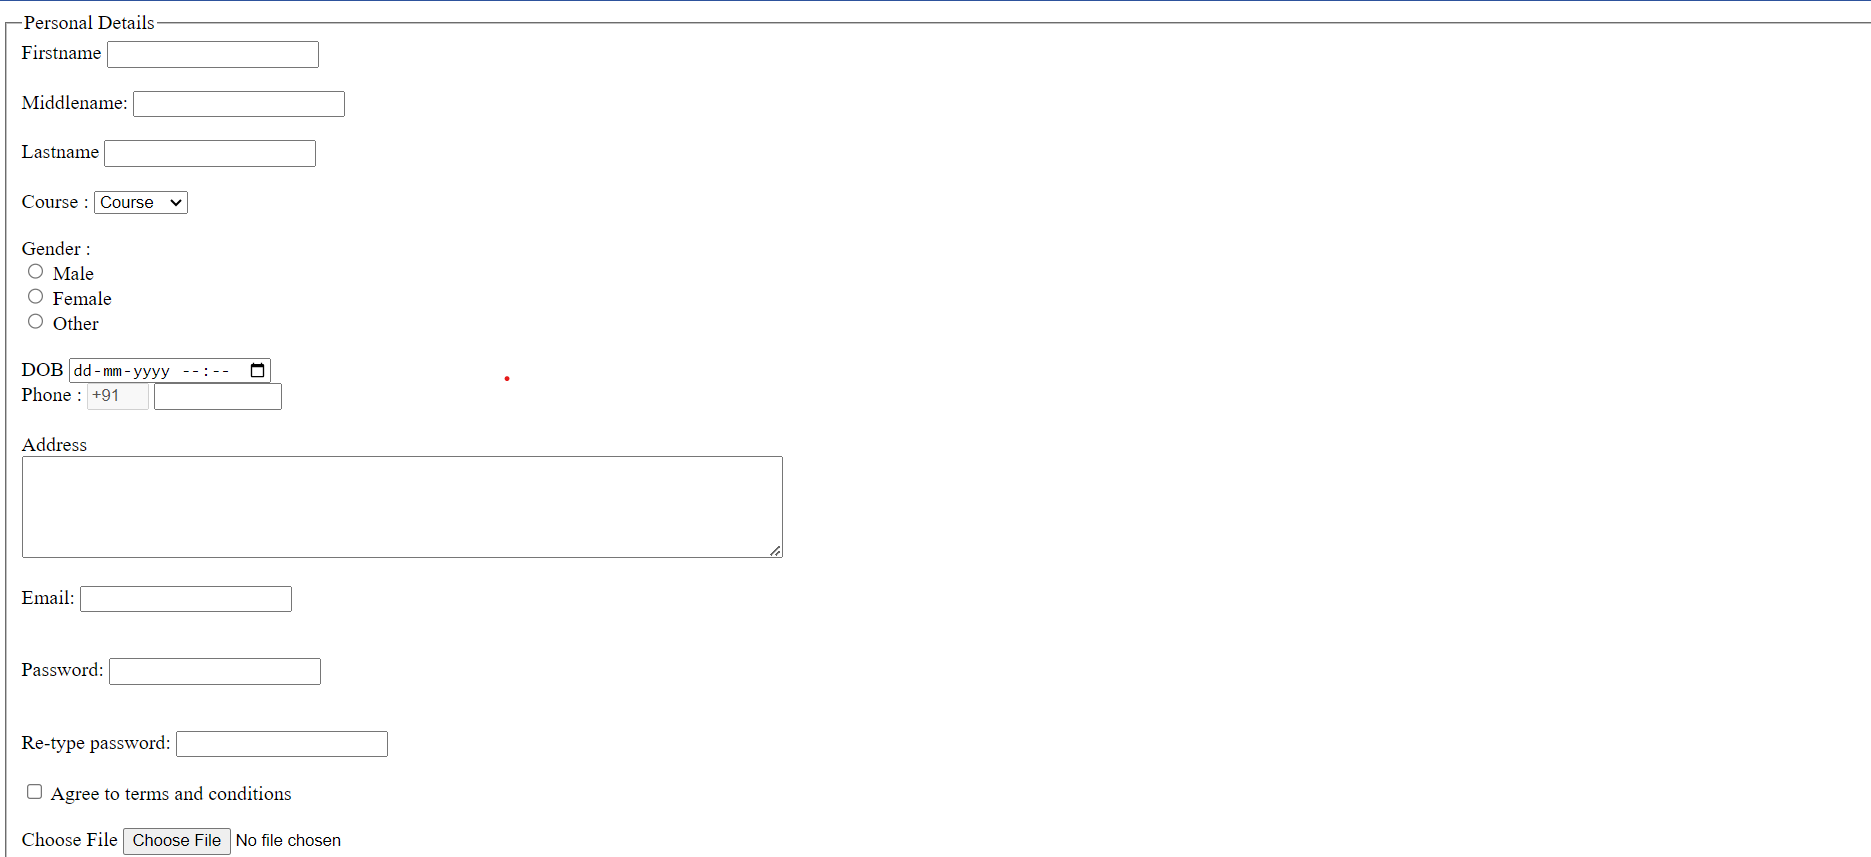 Personal Details
Firstname
Middlename:
Lastname
Course : Course
Gender :
Male
Female
Other
DOB dd-mm-yyyy --:--
Phone : +91
Address
Email:
Password:
Re-type password:
Agree to terms and conditions
Choose File Choose File No file chosen